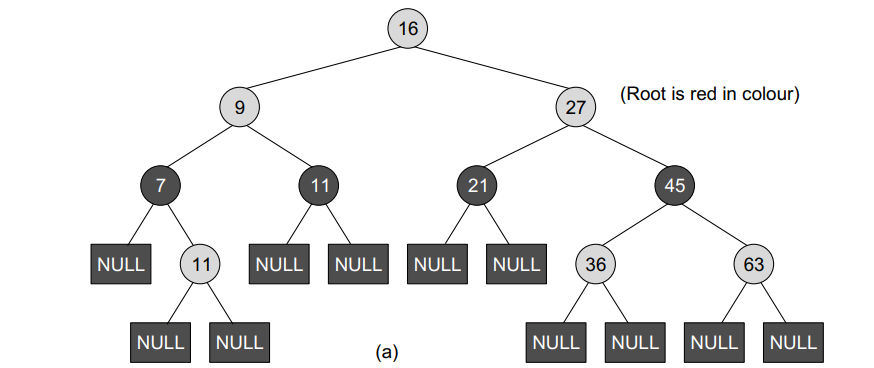 16
9
27
(Root is red in colour)
7
11
21
45
NULL
11
NULL
NULL
NULL
NULL
36
63
NULL
NULL
NULL
NULL
NULL
NULL
(a)